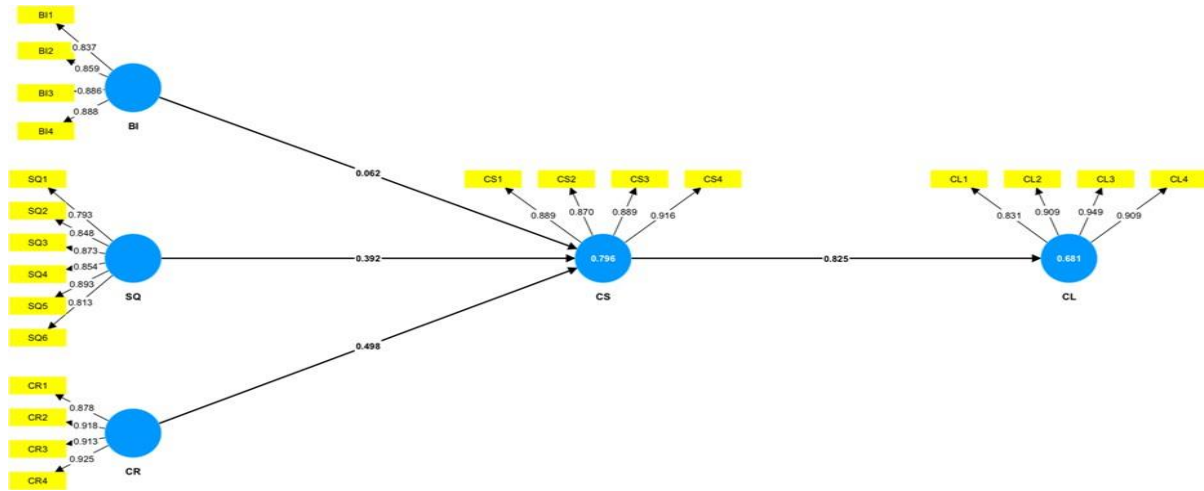 BI1
0.837
BI2
0.859
BI3
0.886
0.888
BI4
BI
0.062
SQ1
0.793
SQ2
0.848
SQ3
0.873
0.854
SQ4
0.893
SQ5
0.813
SQ6
SQ
0.392
CR1
0.878
CR2
0.918
0.913
CR3
0.925
CR4
CR
0.498
CS1 CS2 CS3 CS4
0.889 0.870 0.889 0.916
0.796
CS
0.825
CL1 CL2 CL3 CL4
0.831 0.909 0.949 0.909
0.681
CL